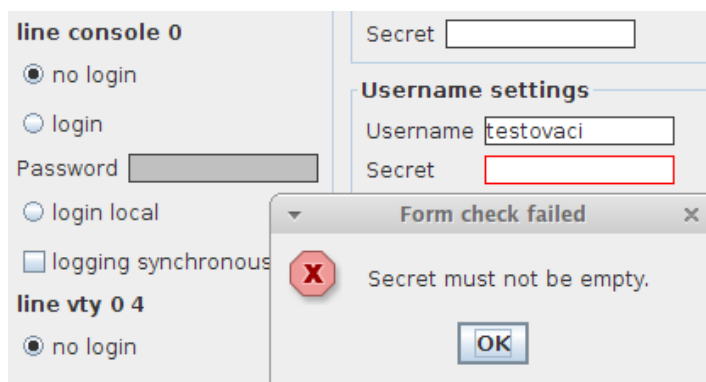 line console 0
no login
login
Password
login local
logging synchronous
line vty 0 4
no login
Secret
Username settings
Username testovaci
Secret
Form check failed
Secret must not be empty.
OK